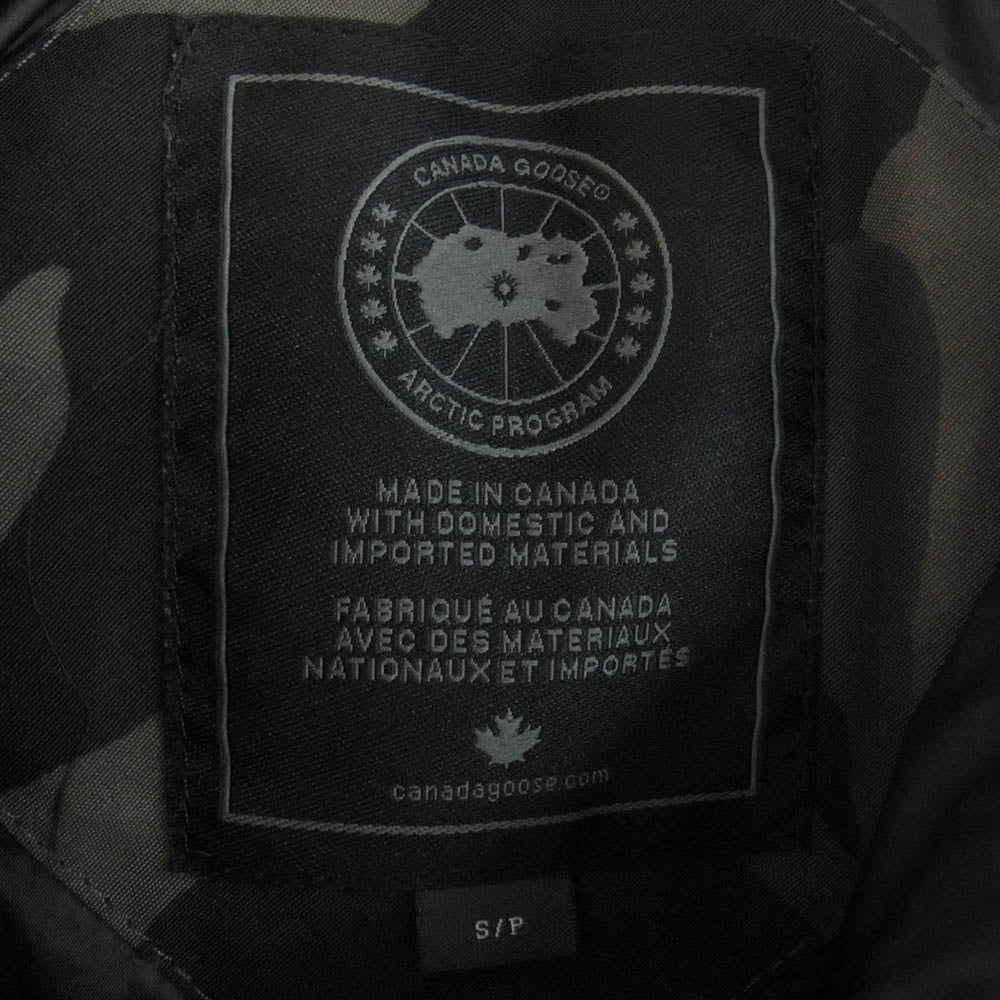 CANADA GOOSE®
ARCTIC PROGRAM
MADE IN CANADA
WITH DOMESTIC AND
IMPORTED MATERIALS
FABRIQUÉ AU CANADA
AVEC DES MATERIAUX
NATIONAUX ET IMPORTÉS
canadagoose.com
S/P